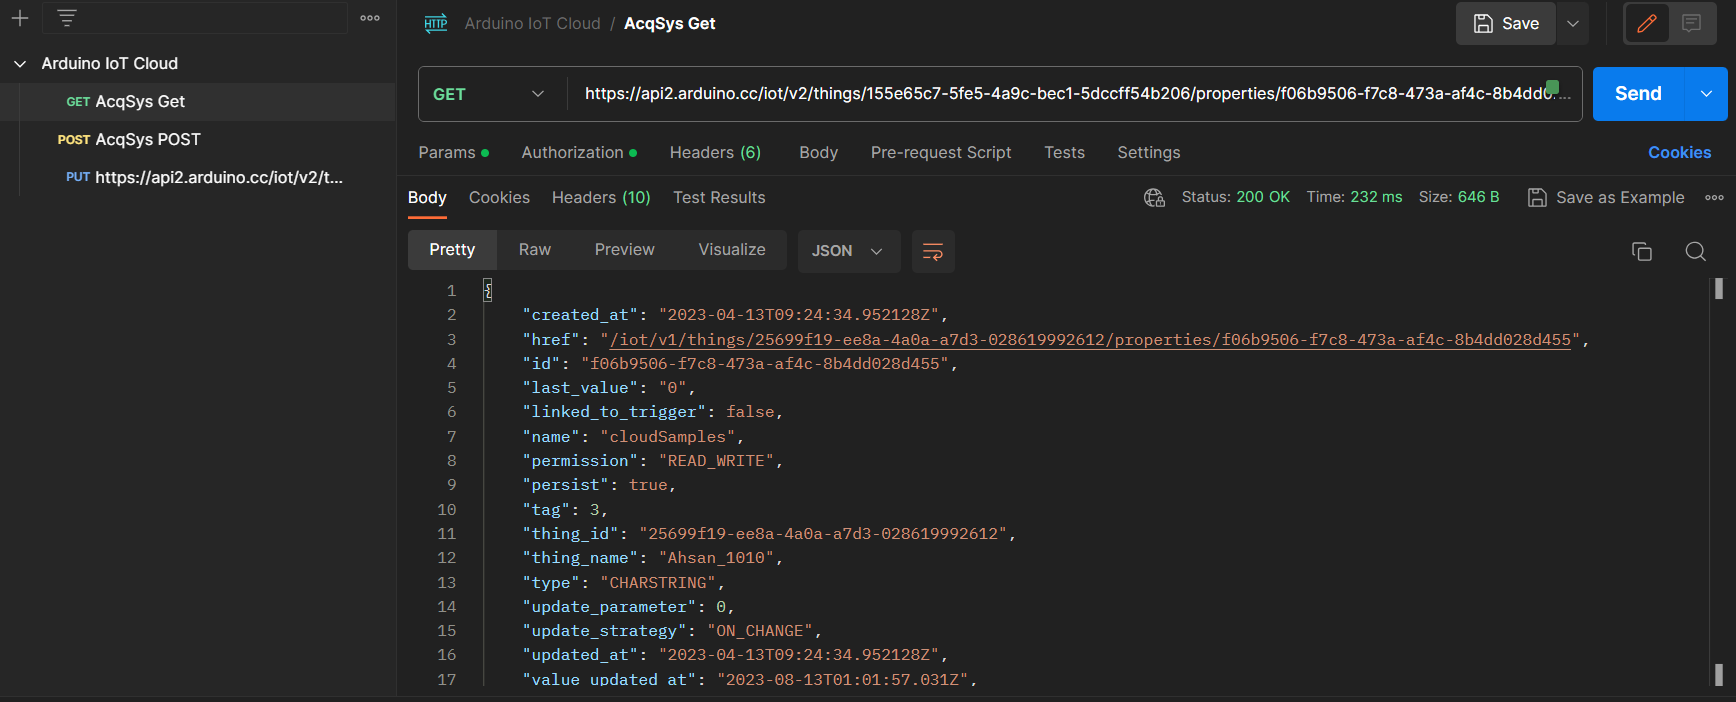 HTTP Arduino IoT Cloud / AcqSys Get
Save
Arduino IoT Cloud
GET AcqSys Get
POST AcqSys POST
PUT https://api2.arduino.cc/iot/v2/t...
GET https://api2.arduino.cc/iot/v2/things/155e65c7-5fe5-4a9c-bec1-5dccff54b206/properties/f06b9506-f7c8-473a-af4c-8b4dd0...
Send
Params Authorization Headers (6) Body Pre-request Script Tests Settings Cookies
Body Cookies Headers (10) Test Results Status: 200 OK Time: 232 ms Size: 646 B Save as Example
Pretty Raw Preview Visualize JSON
1 {
2 "created_at": "2023-04-13T09:24:34.952128Z",
3 "href": "/iot/v1/things/25699f19-ee8a-4a0a-a7d3-028619992612/properties/f06b9506-f7c8-473a-af4c-8b4dd028d455",
4 "id": "f06b9506-f7c8-473a-af4c-8b4dd028d455",
5 "last_value": "0",
6 "linked_to_trigger": false,
7 "name": "cloudSamples",
8 "permission": "READ_WRITE",
9 "persist": true,
10 "tag": 3,
11 "thing_id": "25699f19-ee8a-4a0a-a7d3-028619992612",
12 "thing_name": "Ahsan_1010",
13 "type": "CHARSTRING",
14 "update_parameter": 0,
15 "update_strategy": "ON_CHANGE",
16 "updated_at": "2023-04-13T09:24:34.952128Z",
17 "value_updated_at": "2023-08-13T01:01:57.031Z",